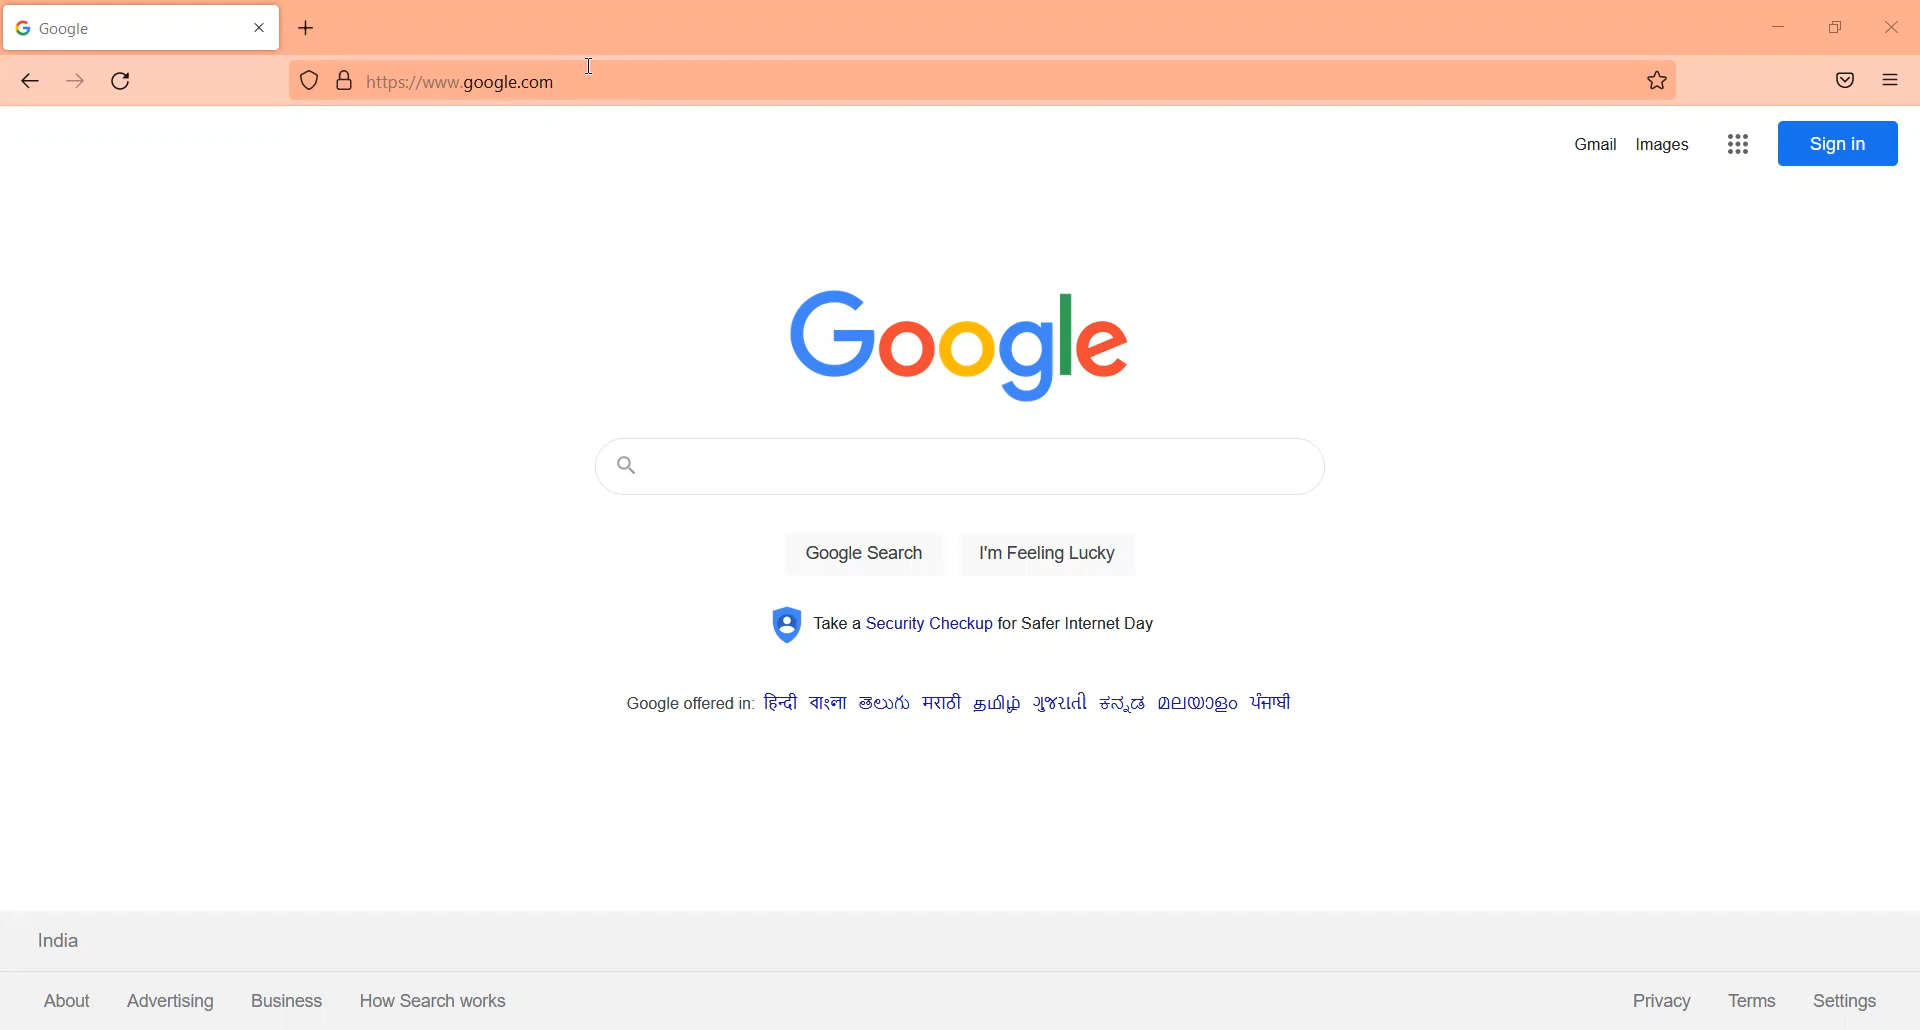 Google
https://www.google.com
Gmail Images Sign in
Google
Google Search I'm Feeling Lucky
Take a Security Checkup for Safer Internet Day
Google offered in: हिन्दी বাংলা తెలుగు मराठी தமிழ் ગુજરાતી ಕನ್ನಡ മലയാളം ਪੰਜਾਬੀ
India
About Advertising Business How Search works Privacy Terms Settings